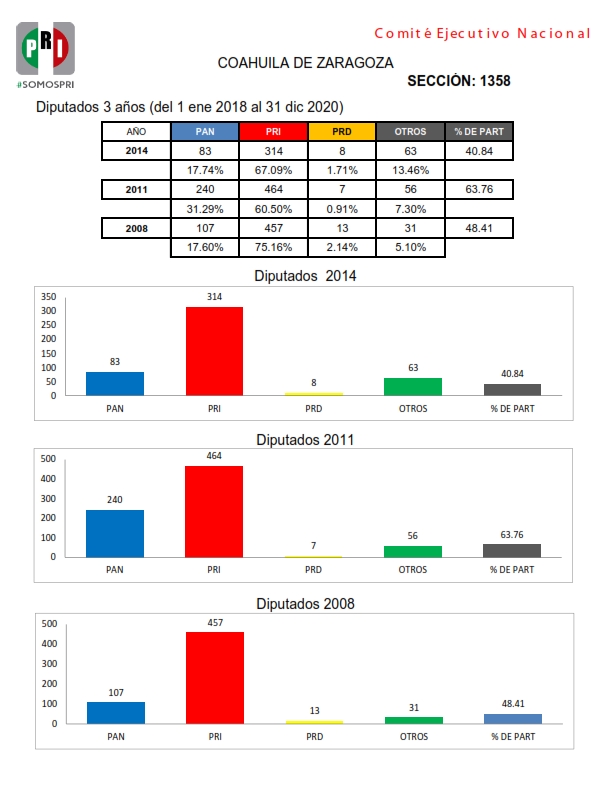 Comité Ejecutivo Nacional
PRI
#SOMOSPRI
COAHUILA DE ZARAGOZA
SECCIÓN: 1358
Diputados 3 años (del 1 ene 2018 al 31 dic 2020)
AÑO PAN PRI PRD OTROS % DE PART
2014 83 314 8 63 40.84
17.74% 67.09% 1.71% 13.46%
2011 240 464 7 56 63.76
31.29% 60.50% 0.91% 7.30%
2008 107 457 13 31 48.41
17.60% 75.16% 2.14% 5.10%
Diputados 2014
350
300
250
200
150
100
50
0
83 314 8 63 40.84
PAN PRI PRD OTROS % DE PART
Diputados 2011
500
400
300
200
100
0
240 464 7 56 63.76
PAN PRI PRD OTROS % DE PART
Diputados 2008
500
400
300
200
100
0
107 457 13 31 48.41
PAN PRI PRD OTROS % DE PART